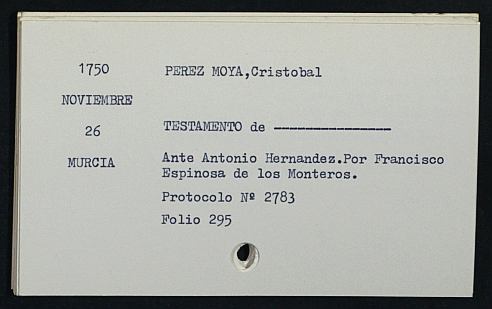 1750 PEREZ MOYA,Cristobal
NOVIEMBRE
26 TESTAMENTO de ---------------
MURCIA Ante Antonio Hernandez.Por Francisco
Espinosa de los Monteros.
Protocolo Nº 2783
Folio 295